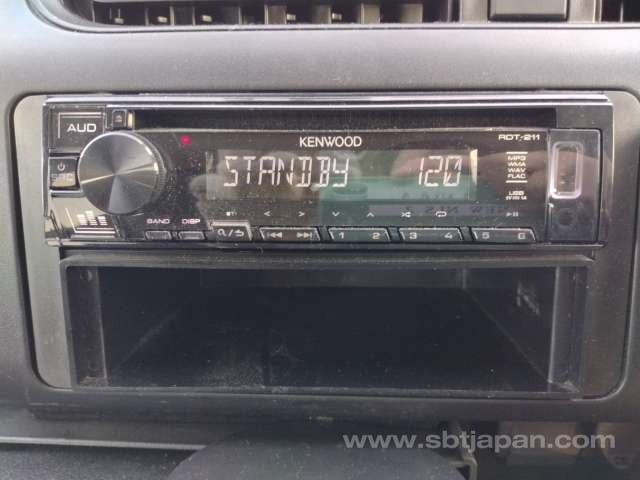 AUD
KENWOOD
RDT-211
STANDBY 120
MP3
WMA
WAV
FLAC
SRC
USB
BAND DISP
1 2 3 4 5 6
www.sbtjapan.com